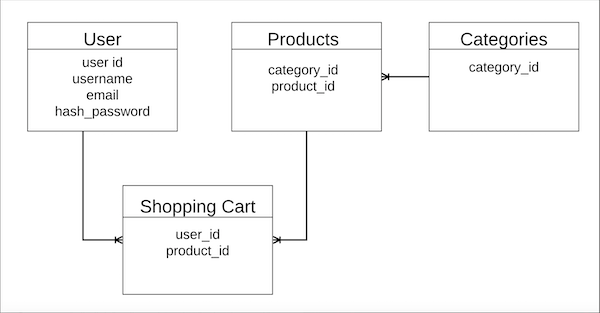 User
user id
username
email
hash_password
Products
category_id
product_id
Categories
category_id
Shopping Cart
user_id
product_id